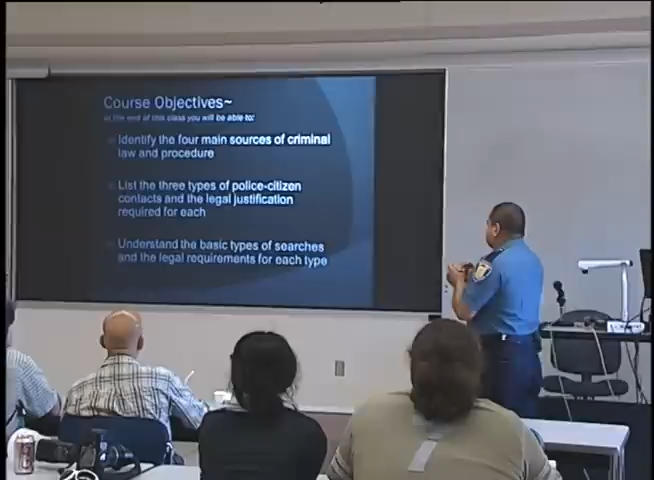 Course Objectives~
at the end of this class you will be able to:
Identify the four main sources of criminal
law and procedure
List the three types of police-citizen
contacts and the legal justification
required for each
Understand the basic types of searches
and the legal requirements for each type